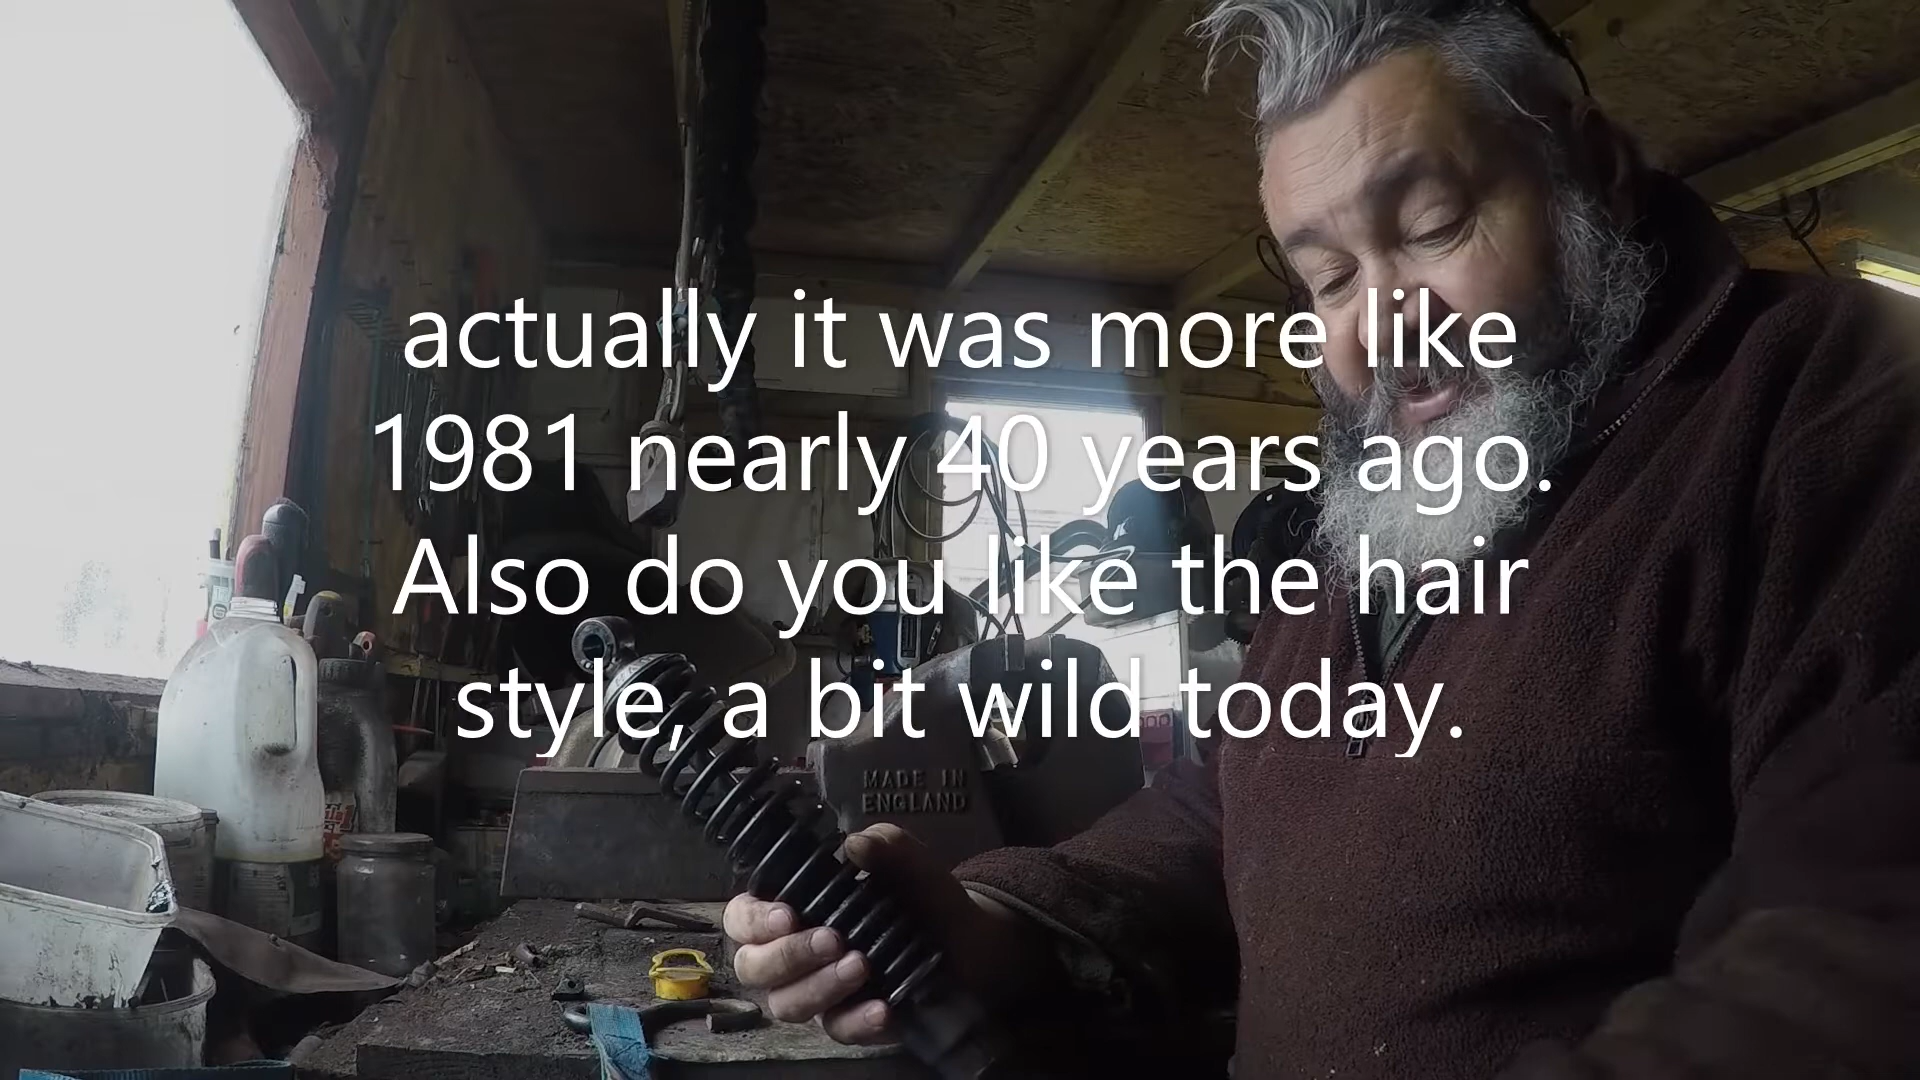 actually it was more like
1981 nearly 40 years ago.
Also do you like the hair
style, a bit wild today.
MADE IN
ENGLAND